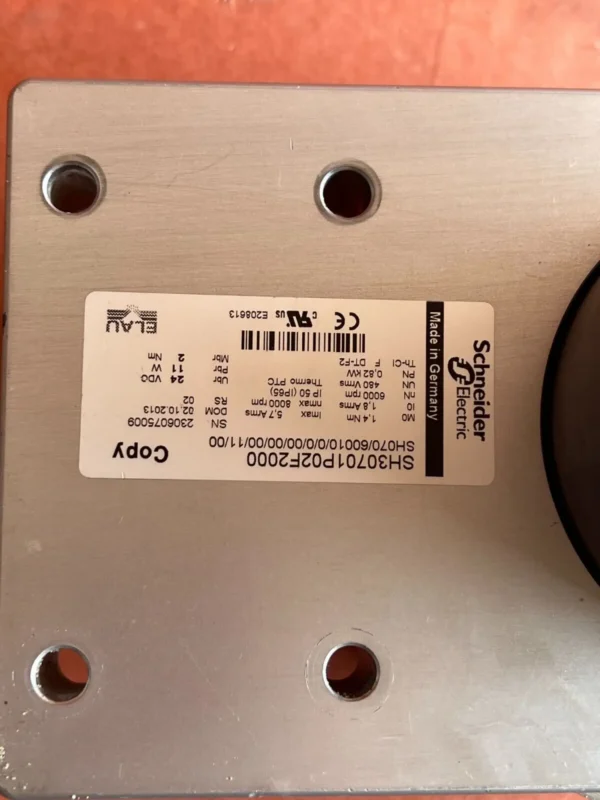 Schneider
Electric
Made in Germany
SH30701P02F2000
Copy
SH070/60010/0/0/00/00/00/11/00
M0 1,4 Nm Imax 5,7 Arms SN 2306075009
I0 1,8 Arms nmax 8000 rpm DOM 02.10.2013
nN 6000 rpm IP 50 (IP65) RS 02
UN 480 Vrms Thermo PTC
PN 0,82 kW Ubr 24 VDC
Th-Cl F DT-F2 Pbr 11 W
Mbr 2 Nm
CE
c UL us E208613
ELAU